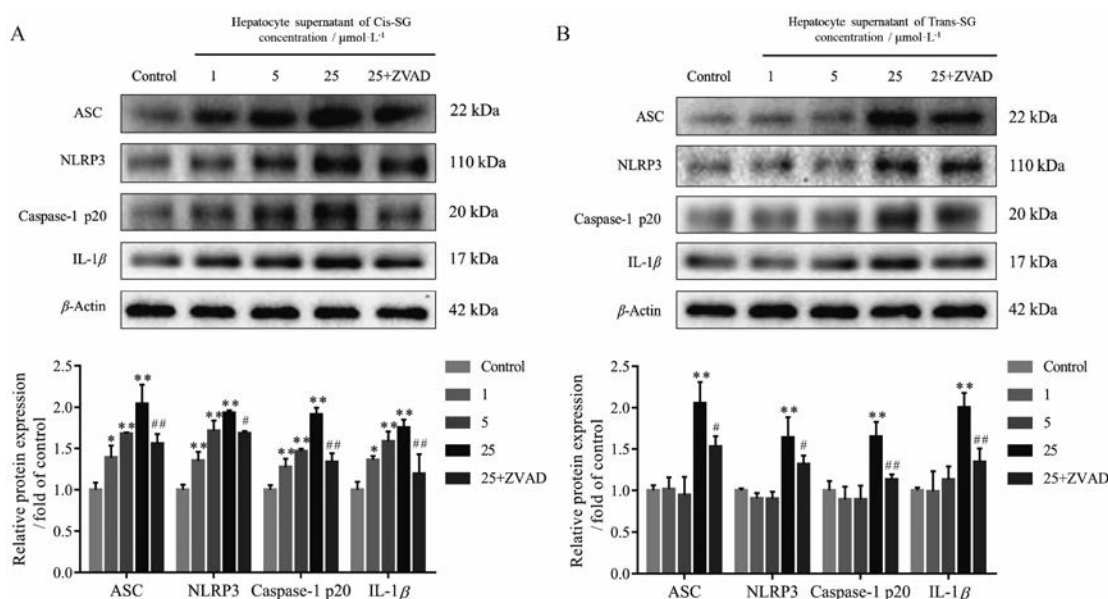 A
Hepatocyte supernatant of Cis-SG
concentration / μmol·L⁻¹
Control 1 5 25 25+ZVAD
ASC 22 kDa
NLRP3 110 kDa
Caspase-1 p20 20 kDa
IL-1β 17 kDa
β-Actin 42 kDa
Relative protein expression
/ fold of control
2.5
2.0
1.5
1.0
0.5
0.0
* ** ** ##
** ** ** #
** ** ** ##
* ** ** ##
ASC NLRP3 Caspase-1 p20 IL-1β
Control
1
5
25
25+ZVAD
B
Hepatocyte supernatant of Trans-SG
concentration / μmol·L⁻¹
Control 1 5 25 25+ZVAD
ASC 22 kDa
NLRP3 110 kDa
Caspase-1 p20 20 kDa
IL-1β 17 kDa
β-Actin 42 kDa
Relative protein expression
/ fold of control
2.5
2.0
1.5
1.0
0.5
0.0
** #
** #
** ##
** ##
ASC NLRP3 Caspase-1 p20 IL-1β
Control
1
5
25
25+ZVAD